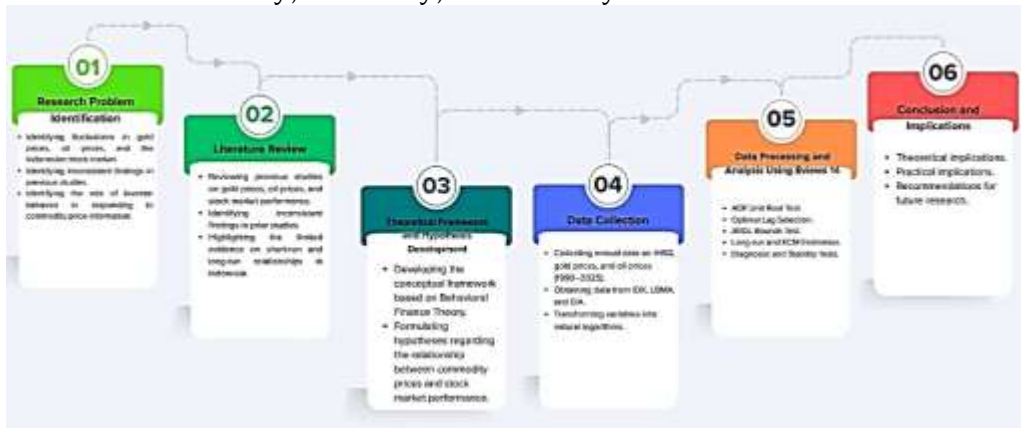 01
Research Problem
Identification
• Identifying fluctuations in gold
prices, oil prices, and the
Indonesian stock market.
• Identifying inconsistent findings in
previous studies.
• Identifying the role of investor
behavior in responding to
commodity price information.
02
Literature Review
• Reviewing previous studies
on gold prices, oil prices, and
stock market performance.
• Identifying inconsistent
findings in prior studies.
• Highlighting the limited
evidence on short-run and
long-run relationships in
Indonesia.
03
Theoretical Framework
and Hypothesis
Development
• Developing the
conceptual framework
based on Behavioral
Finance Theory.
• Formulating
hypotheses regarding
the relationship
between commodity
prices and stock
market performance.
04
Data Collection
• Collecting annual data on IHSG,
gold prices, and oil prices
• Obtaining data from IDX, LBMA,
and EIA.
• Transforming variables into
natural logarithms.
05
Data Processing and
Analysis Using Eviews
• ADF Unit Root Test.
• Optimal Lag Selection.
• ARDL Bounds Test.
• Long-run and ECM Estimation.
• Diagnostic and Stability Tests.
06
Conclusion and
Implications
• Theoretical implications.
• Practical implications.
• Recommendations for
future research.